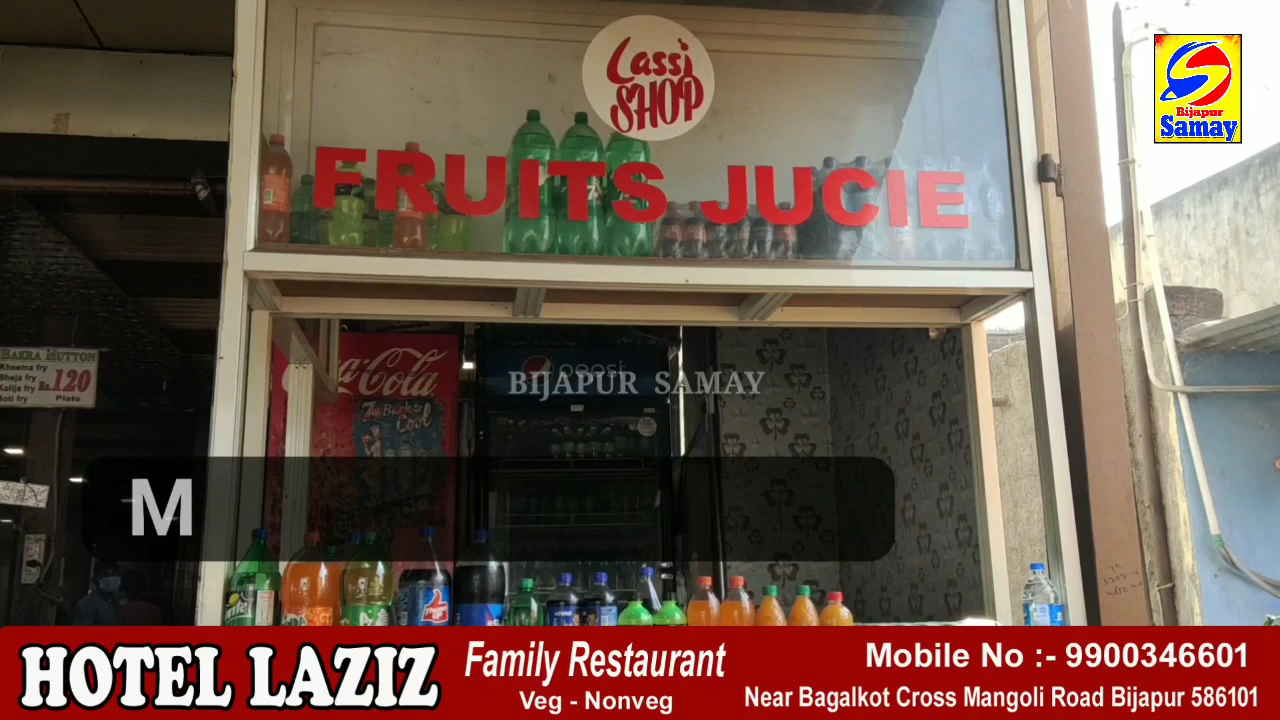 Lassi
SHOP
FRUITS JUCIE
Bijapur
Samay
BAKRA MUTTON
Kheema fry
Bheja fry
Kalija fry
Boti fry
Rs.120
Plate
Coca-Cola
pepsi
BIJAPUR SAMAY
M
HOTEL LAZIZ
Family Restaurant
Veg - Nonveg
Mobile No :- 9900346601
Near Bagalkot Cross Mangoli Road Bijapur 586101